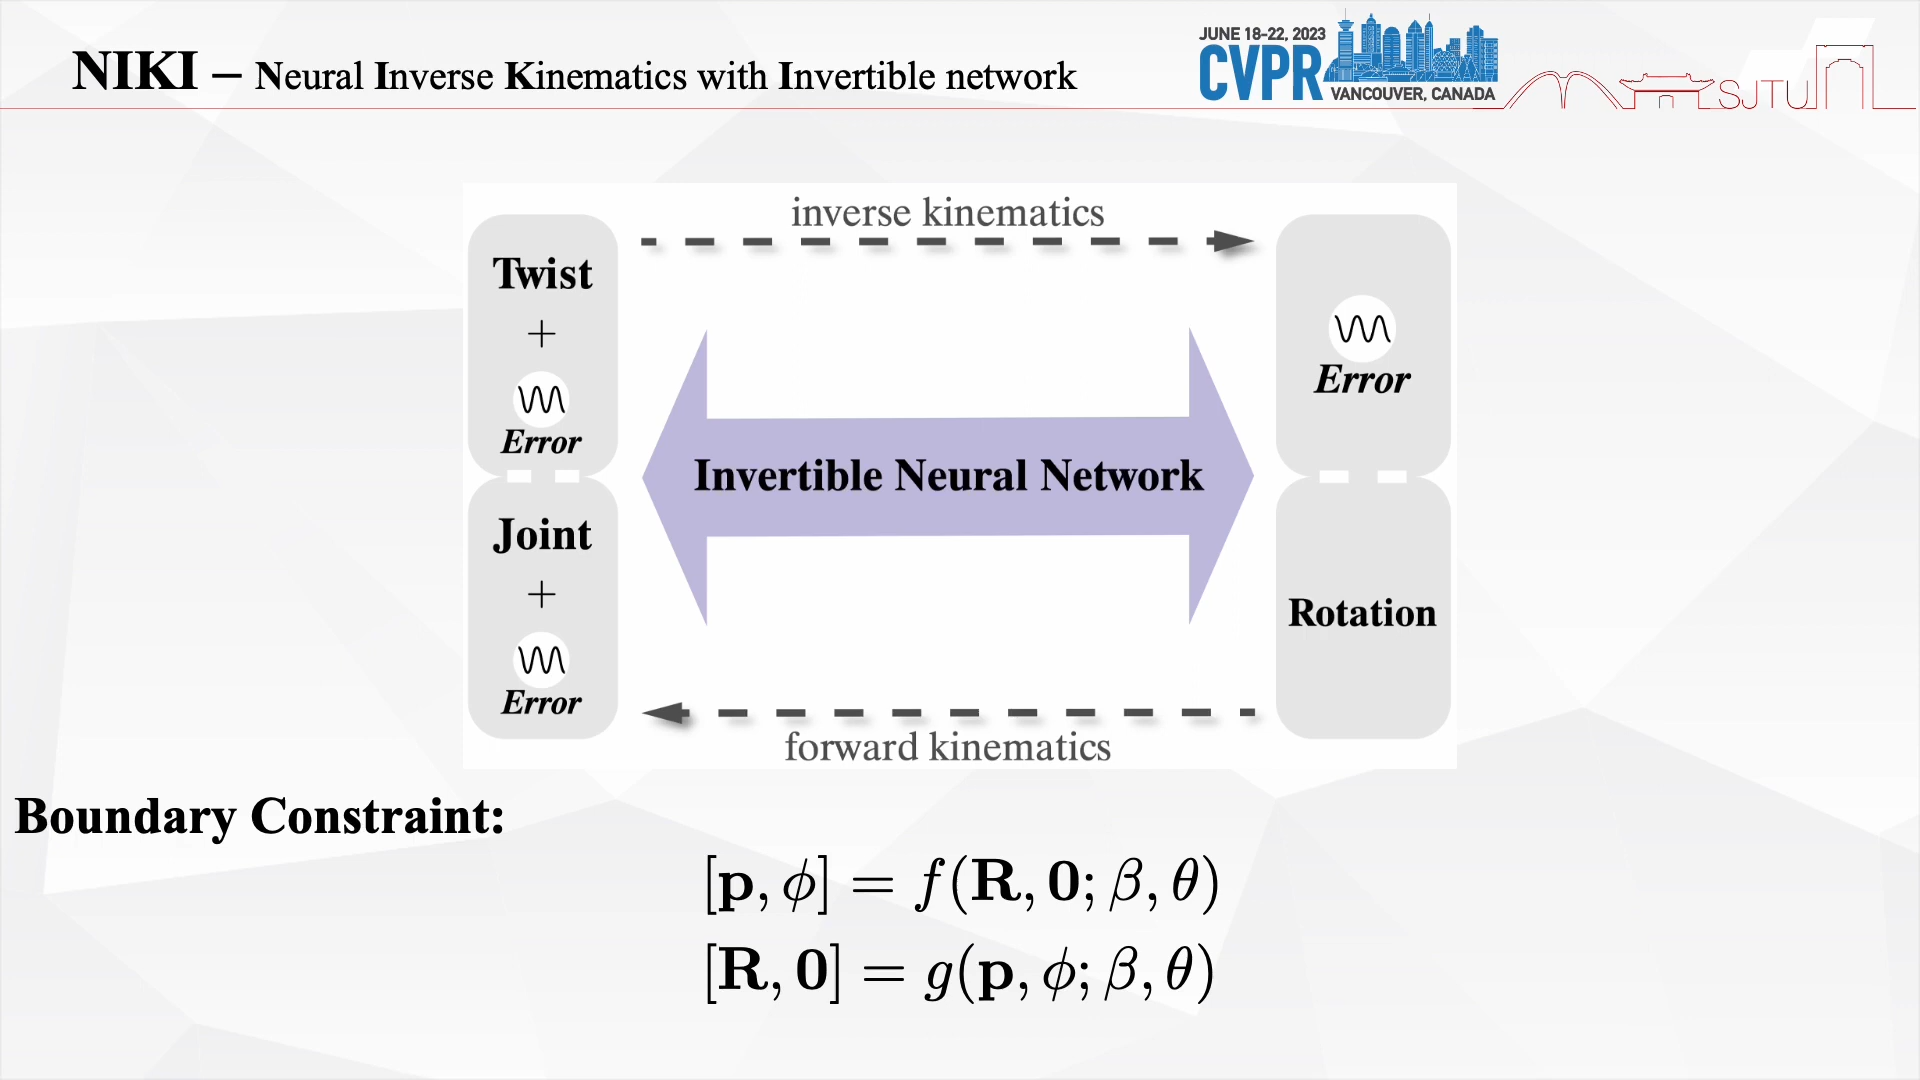 NIKI – Neural Inverse Kinematics with Invertible network
JUNE 18-22, 2023
CVPR
VANCOUVER, CANADA
SJTU
inverse kinematics
Twist
+
Error
Joint
+
Error
Invertible Neural Network
Error
Rotation
forward kinematics
Boundary Constraint:
[p, ϕ] = f(R, 0; β, θ)
[R, 0] = g(p, ϕ; β, θ)